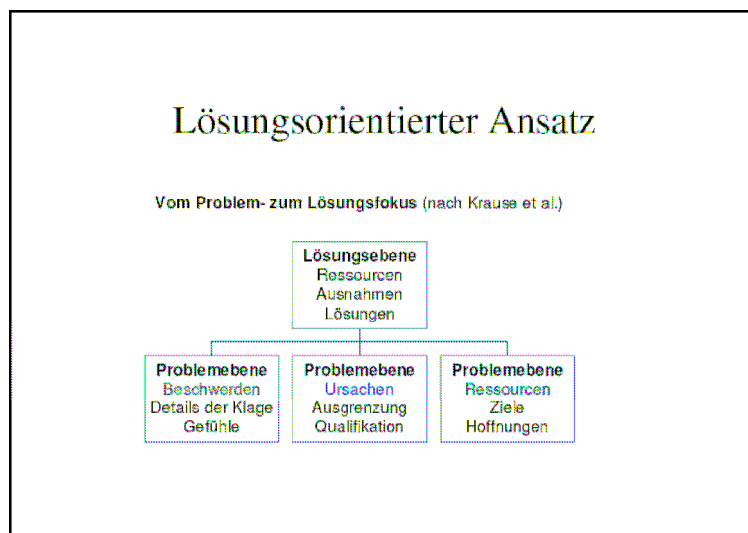 Lösungsorientierter Ansatz
Vom Problem- zum Lösungsfokus (nach Krause et al.)
Lösungsebene
Ressourcen
Ausnahmen
Lösungen
Problemebene
Beschwerden
Details der Klage
Gefühle
Problemebene
Ursachen
Ausgrenzung
Qualifikation
Problemebene
Ressourcen
Ziele
Hoffnungen